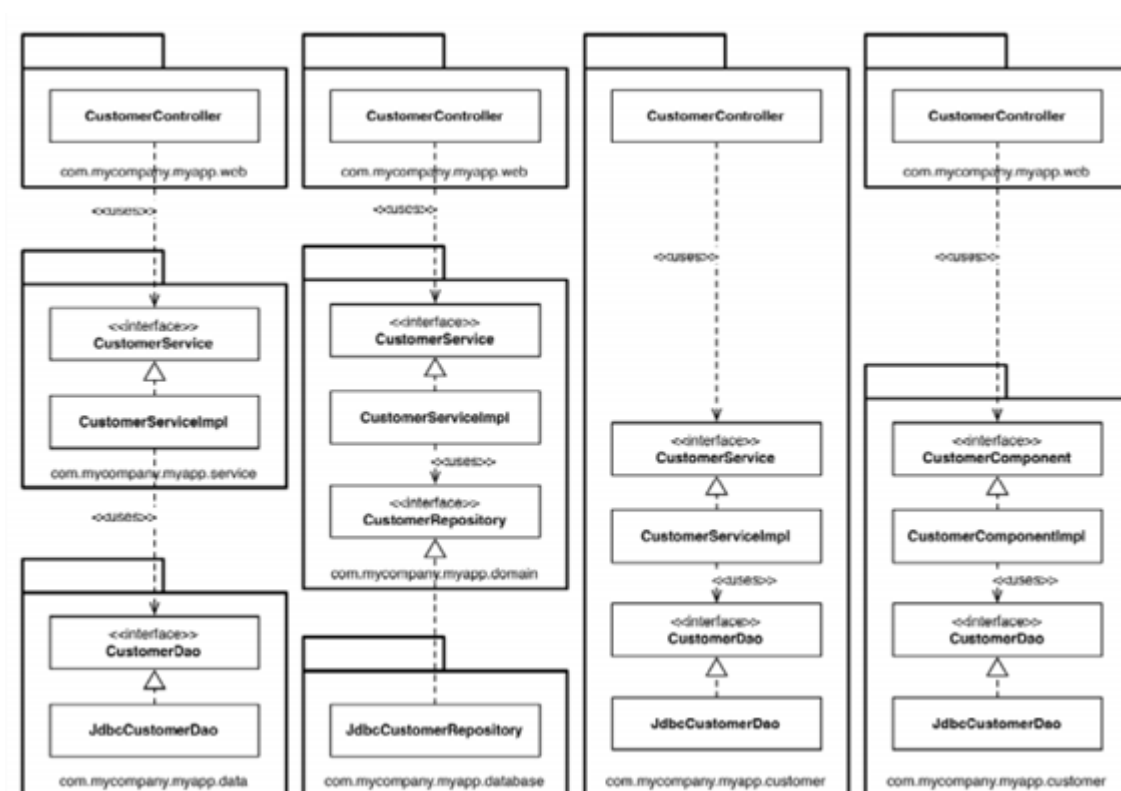 CustomerController
com.mycompany.myapp.web
<<uses>>
<<interface>>
CustomerService
CustomerServiceImpl
com.mycompany.myapp.service
<<uses>>
<<interface>>
CustomerDao
JdbcCustomerDao
com.mycompany.myapp.data
CustomerController
com.mycompany.myapp.web
<<uses>>
<<interface>>
CustomerService
CustomerServiceImpl
<<uses>>
<<interface>>
CustomerRepository
com.mycompany.myapp.domain
JdbcCustomerRepository
com.mycompany.myapp.database
CustomerController
<<uses>>
<<interface>>
CustomerService
CustomerServiceImpl
<<uses>>
<<interface>>
CustomerDao
JdbcCustomerDao
com.mycompany.myapp.customer
CustomerController
com.mycompany.myapp.web
<<uses>>
<<interface>>
CustomerComponent
CustomerComponentImpl
<<uses>>
<<interface>>
CustomerDao
JdbcCustomerDao
com.mycompany.myapp.customer